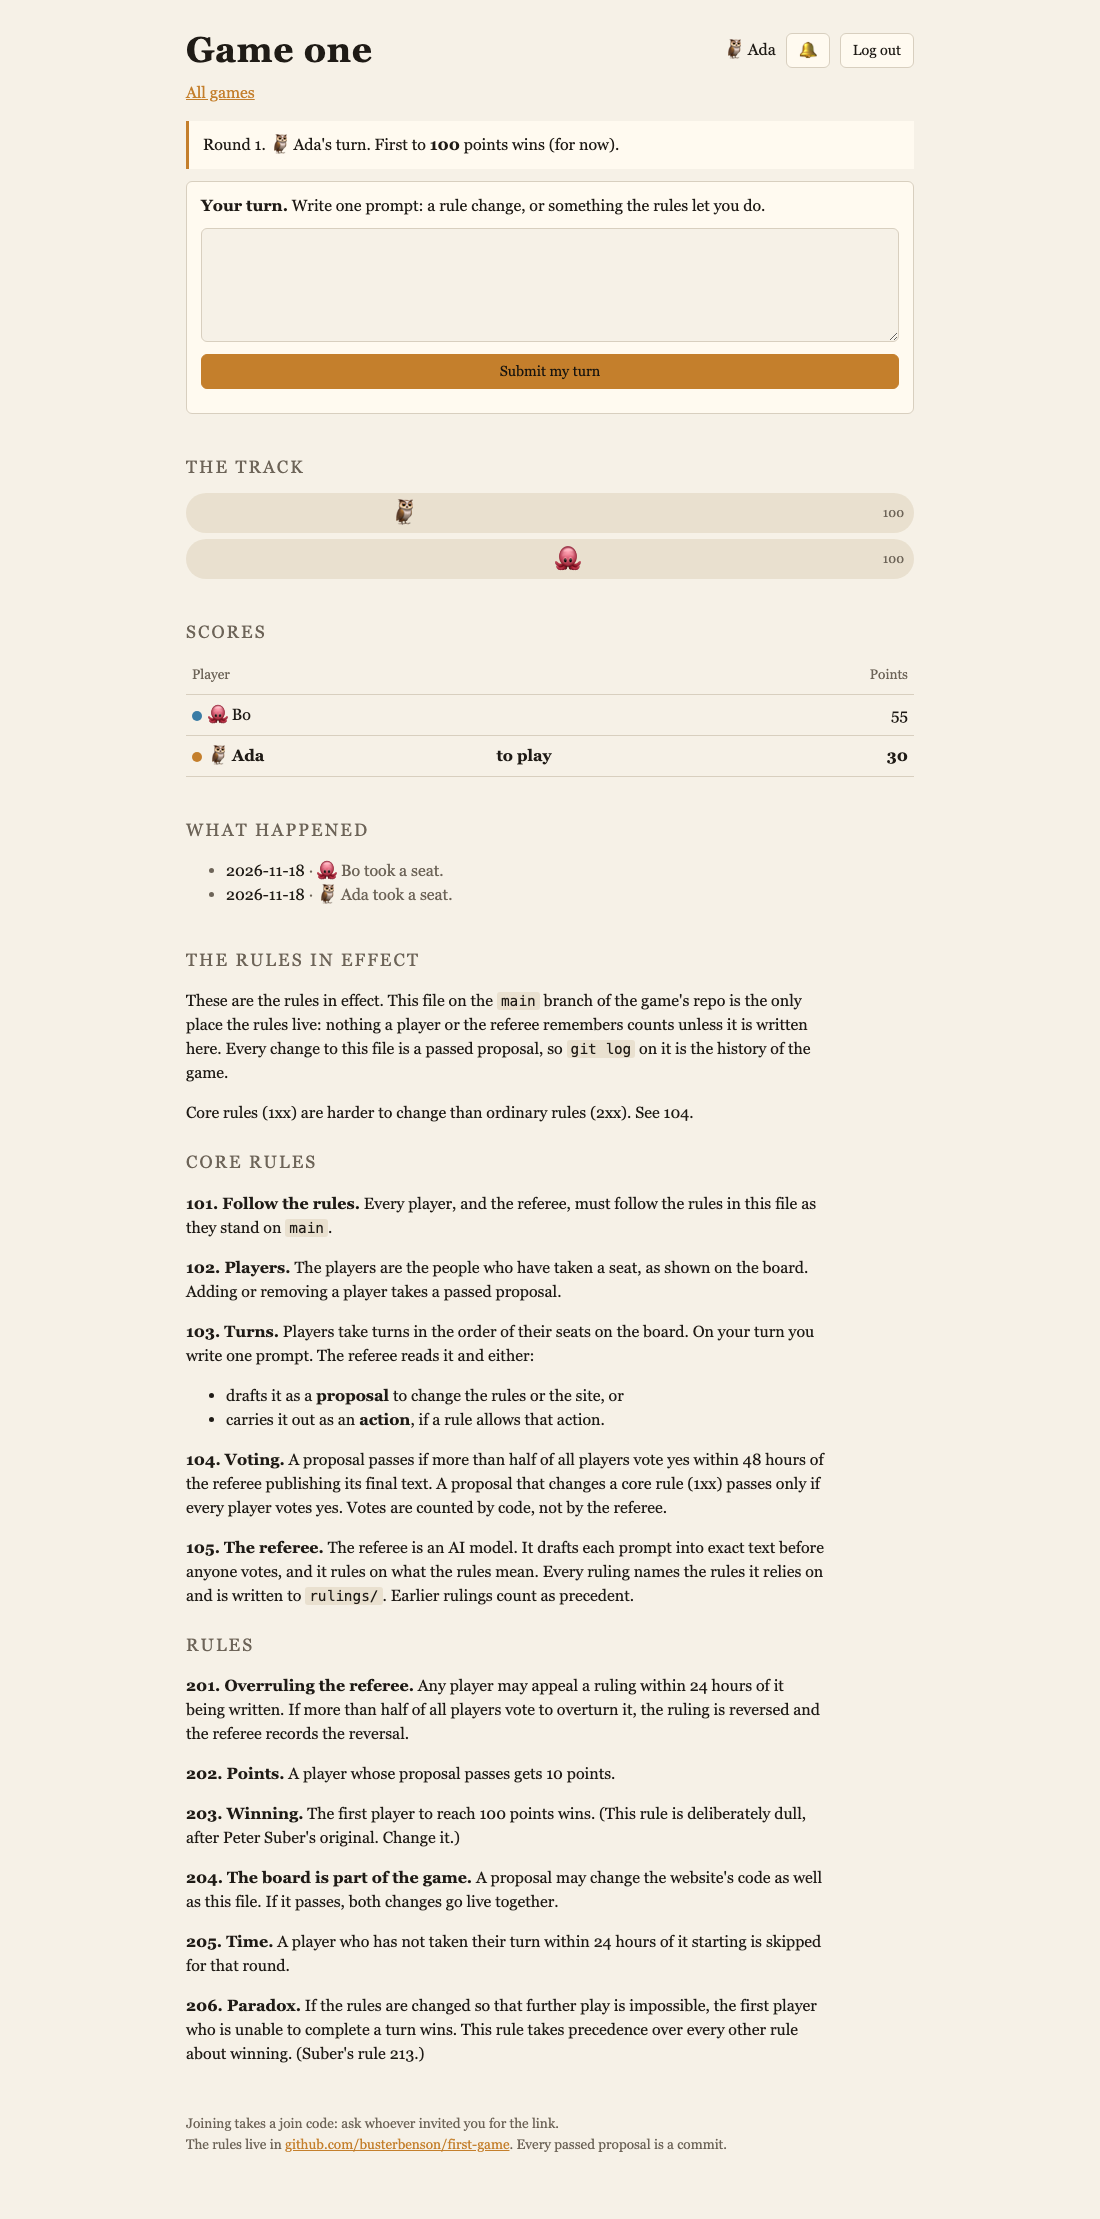 Game one
Ada
Log out
All games
Round 1. Ada's turn. First to 100 points wins (for now).
Your turn. Write one prompt: a rule change, or something the rules let you do.
Submit my turn
THE TRACK
100
100
SCORES
Player Points
Bo 55
Ada to play 30
WHAT HAPPENED
• 2026-11-18 · Bo took a seat.
• 2026-11-18 · Ada took a seat.
THE RULES IN EFFECT
These are the rules in effect. This file on the main branch of the game's repo is the only
place the rules live: nothing a player or the referee remembers counts unless it is written
here. Every change to this file is a passed proposal, so git log on it is the history of the
game.
Core rules (1xx) are harder to change than ordinary rules (2xx). See 104.
CORE RULES
101. Follow the rules. Every player, and the referee, must follow the rules in this file as
they stand on main.
102. Players. The players are the people who have taken a seat, as shown on the board.
Adding or removing a player takes a passed proposal.
103. Turns. Players take turns in the order of their seats on the board. On your turn you
write one prompt. The referee reads it and either:
• drafts it as a proposal to change the rules or the site, or
• carries it out as an action, if a rule allows that action.
104. Voting. A proposal passes if more than half of all players vote yes within 48 hours of
the referee publishing its final text. A proposal that changes a core rule (1xx) passes only if
every player votes yes. Votes are counted by code, not by the referee.
105. The referee. The referee is an AI model. It drafts each prompt into exact text before
anyone votes, and it rules on what the rules mean. Every ruling names the rules it relies on
and is written to rulings/. Earlier rulings count as precedent.
RULES
201. Overruling the referee. Any player may appeal a ruling within 24 hours of it
being written. If more than half of all players vote to overturn it, the ruling is reversed and
the referee records the reversal.
202. Points. A player whose proposal passes gets 10 points.
203. Winning. The first player to reach 100 points wins. (This rule is deliberately dull,
after Peter Suber's original. Change it.)
204. The board is part of the game. A proposal may change the website's code as well
as this file. If it passes, both changes go live together.
205. Time. A player who has not taken their turn within 24 hours of it starting is skipped
for that round.
206. Paradox. If the rules are changed so that further play is impossible, the first player
who is unable to complete a turn wins. This rule takes precedence over every other rule
about winning. (Suber's rule 213.)
Joining takes a join code: ask whoever invited you for the link.
The rules live in github.com/busterbenson/first-game. Every passed proposal is a commit.